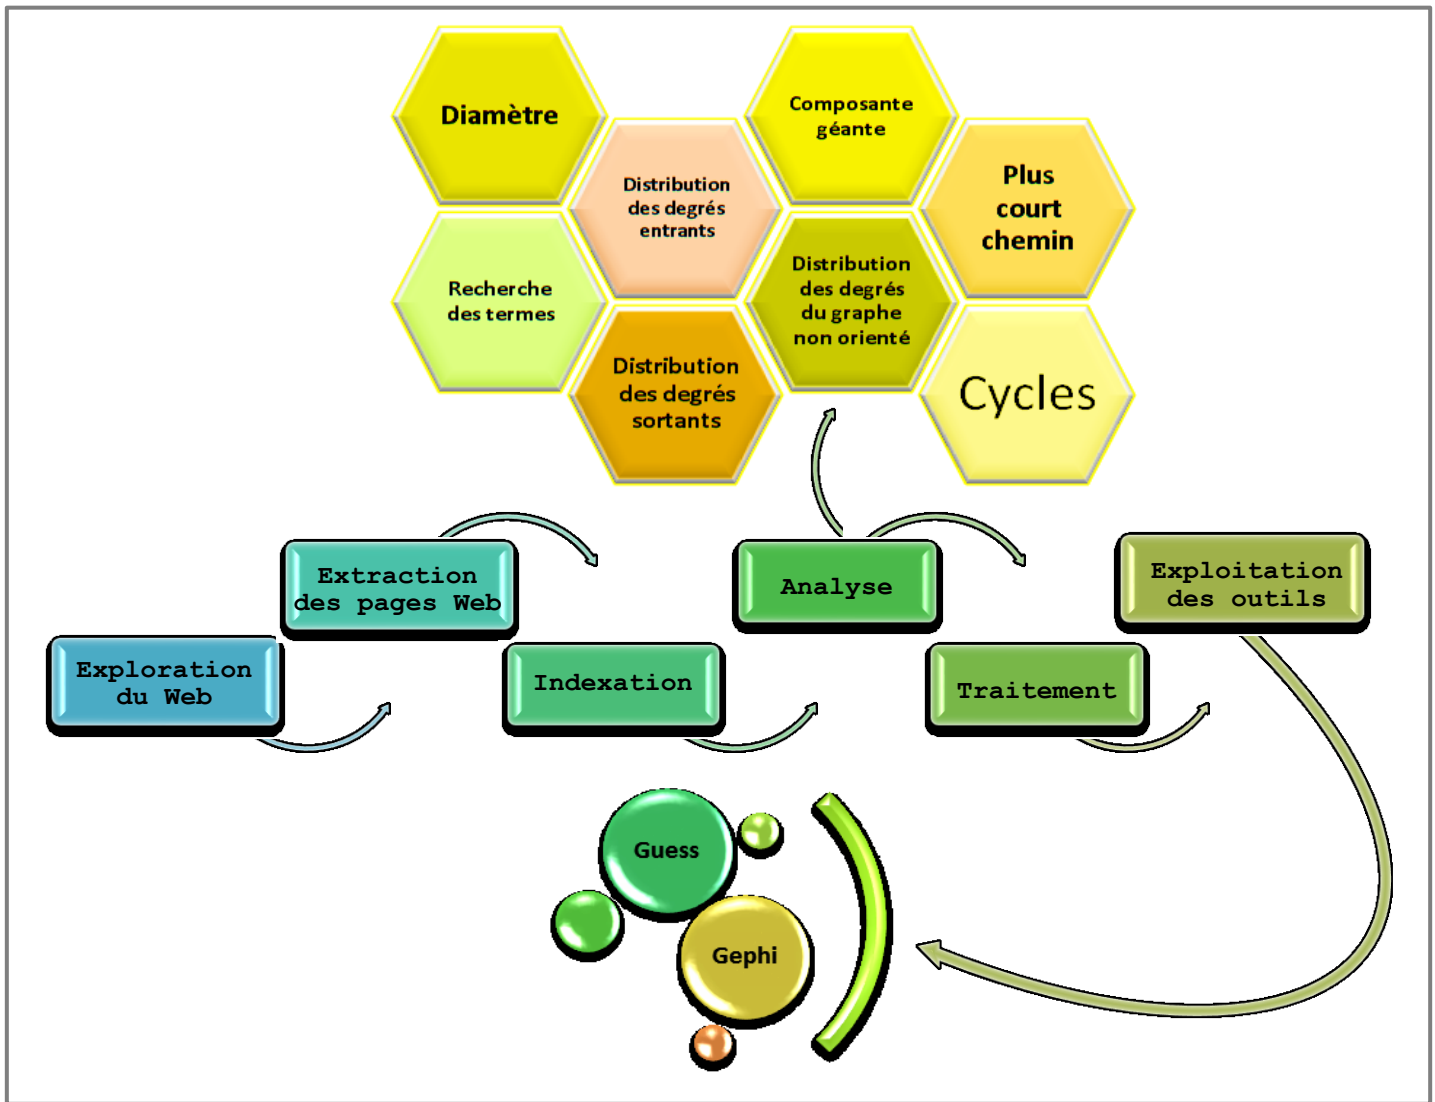 Diamètre
Composante
géante
Distribution
des degrés
entrants
Plus
court
chemin
Recherche
des termes
Distribution
des degrés
du graphe
non orienté
Distribution
des degrés
sortants
Cycles
Extraction
des pages Web
Analyse
Exploitation
des outils
Exploration
du Web
Indexation
Traitement
Guess
Gephi